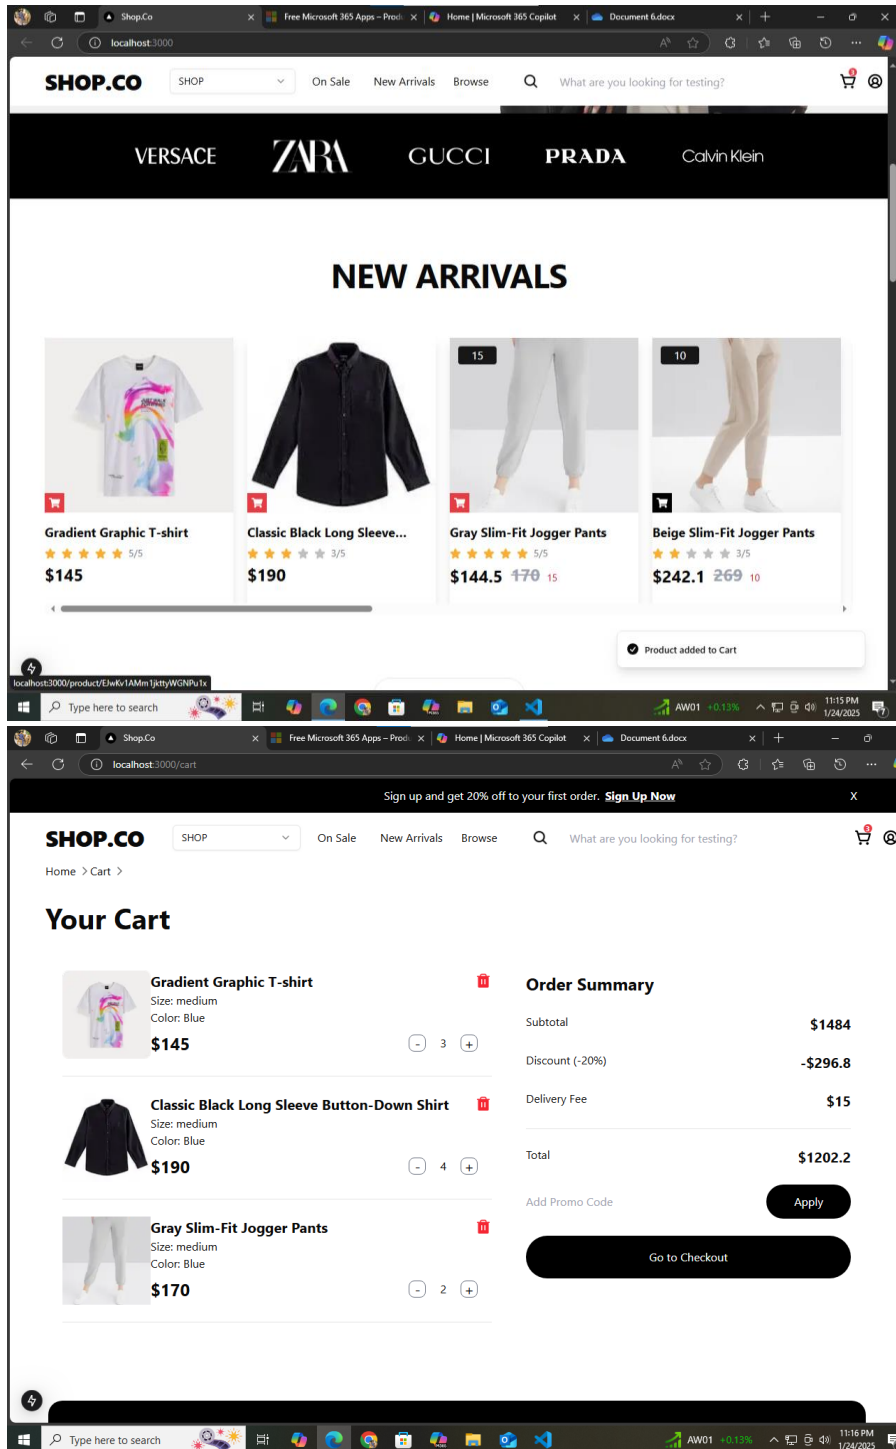 Shop.Co
Free Microsoft 365 Apps – Produ
Home | Microsoft 365 Copilot
Document 6.docx
localhost:3000
SHOP.CO
SHOP
On Sale
New Arrivals
Browse
What are you looking for testing?
3
VERSACE
ZARA
GUCCI
PRADA
Calvin Klein
NEW ARRIVALS
15
10
Gradient Graphic T-shirt
5/5
$145
Classic Black Long Sleeve...
3/5
$190
Gray Slim-Fit Jogger Pants
5/5
$144.5 170 15
Beige Slim-Fit Jogger Pants
3/5
$242.1 269 10
Product added to Cart
localhost:3000/product/EJwKv1AMm1jkttyWGNPu1x
Type here to search
AW01 +0.13%
11:15 PM
1/24/2025
7
Shop.Co
Free Microsoft 365 Apps – Produ
Home | Microsoft 365 Copilot
Document 6.docx
localhost:3000/cart
Sign up and get 20% off to your first order. Sign Up Now
X
SHOP.CO
SHOP
On Sale
New Arrivals
Browse
What are you looking for testing?
3
Home > Cart >
Your Cart
Gradient Graphic T-shirt
Size: medium
Color: Blue
$145
- 3 +
Classic Black Long Sleeve Button-Down Shirt
Size: medium
Color: Blue
$190
- 4 +
Gray Slim-Fit Jogger Pants
Size: medium
Color: Blue
$170
- 2 +
Order Summary
Subtotal $1484
Discount (-20%) -$296.8
Delivery Fee $15
Total $1202.2
Add Promo Code
Apply
Go to Checkout
Type here to search
AW01 +0.13%
11:16 PM
1/24/2025